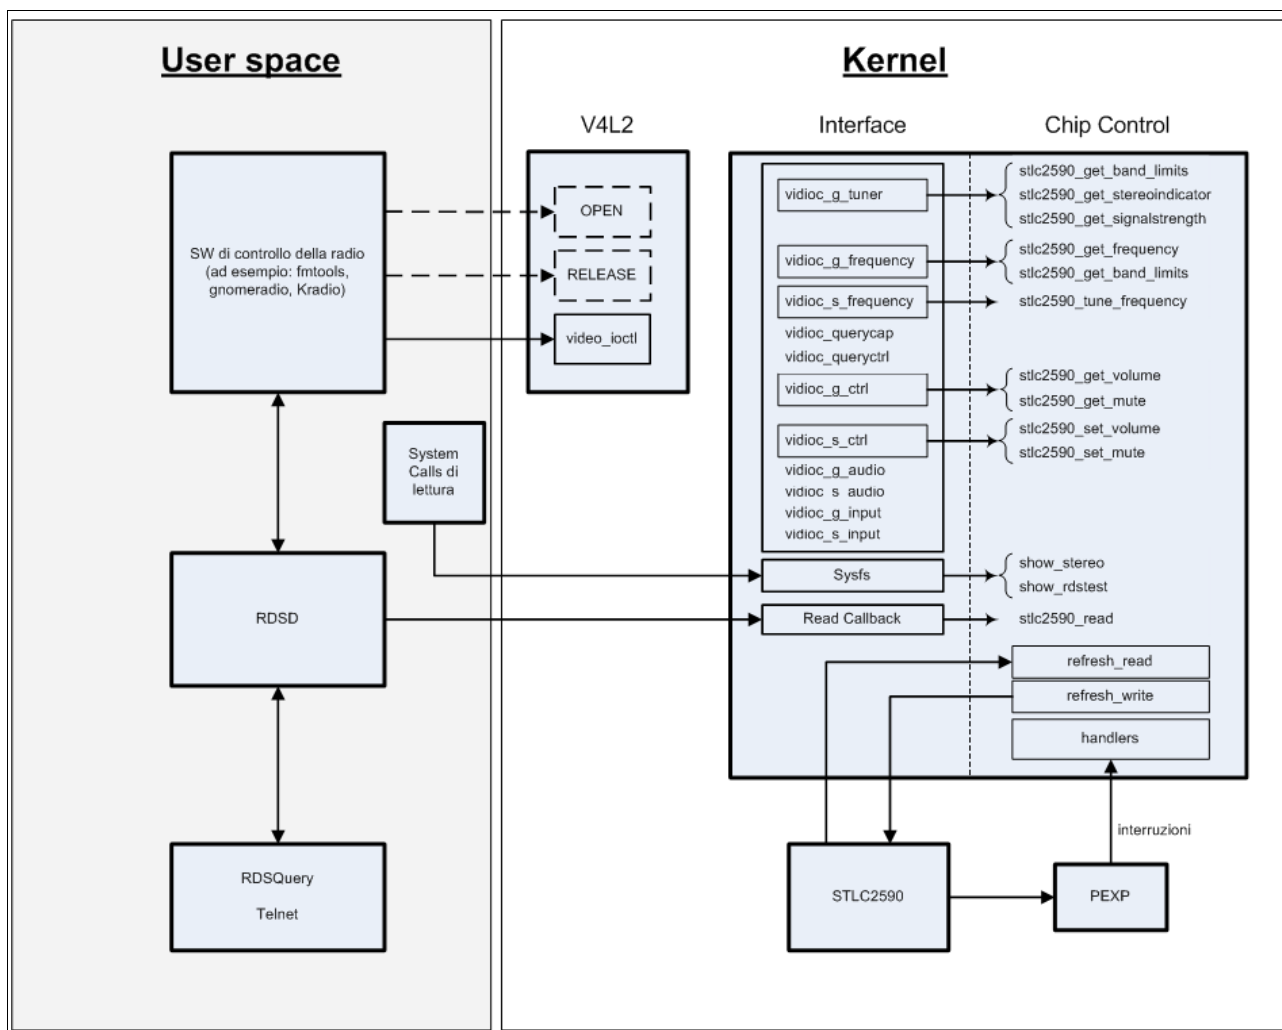 User space
Kernel
V4L2
Interface
Chip Control
SW di controllo della radio
(ad esempio: fmtools,
gnomeradio, Kradio)
OPEN
RELEASE
video_ioctl
vidioc_g_tuner
stlc2590_get_band_limits
stlc2590_get_stereoindicator
stlc2590_get_signalstrength
vidioc_g_frequency
stlc2590_get_frequency
stlc2590_get_band_limits
vidioc_s_frequency
stlc2590_tune_frequency
vidioc_querycap
vidioc_queryctrl
vidioc_g_ctrl
stlc2590_get_volume
stlc2590_get_mute
vidioc_s_ctrl
stlc2590_set_volume
stlc2590_set_mute
vidioc_g_audio
vidioc_s_audio
vidioc_g_input
vidioc_s_input
System
Calls di
lettura
Sysfs
show_stereo
show_rdstest
RDSD
Read Callback
stlc2590_read
refresh_read
refresh_write
handlers
interruzioni
RDSQuery
Telnet
STLC2590
PEXP